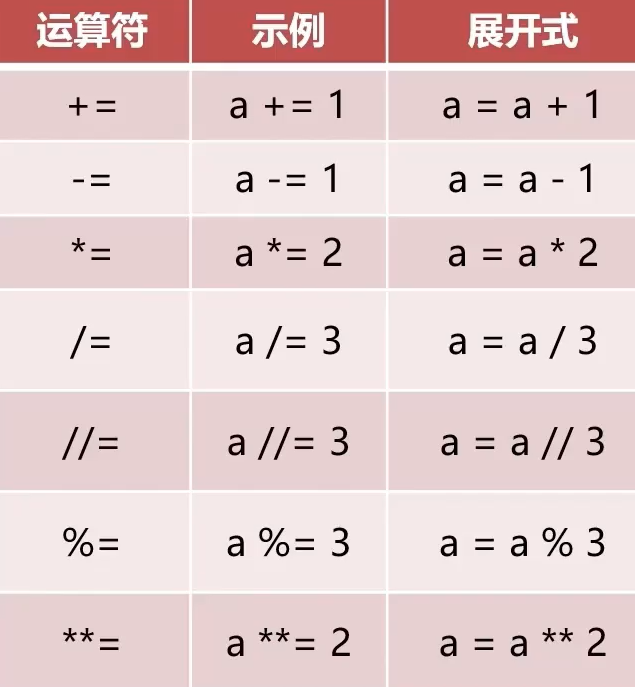 运算符 示例 展开式
+= a += 1 a = a + 1
-= a -= 1 a = a - 1
*= a *= 2 a = a * 2
/= a /= 3 a = a / 3
//= a //= 3 a = a // 3
%= a %= 3 a = a % 3
**= a **= 2 a = a ** 2